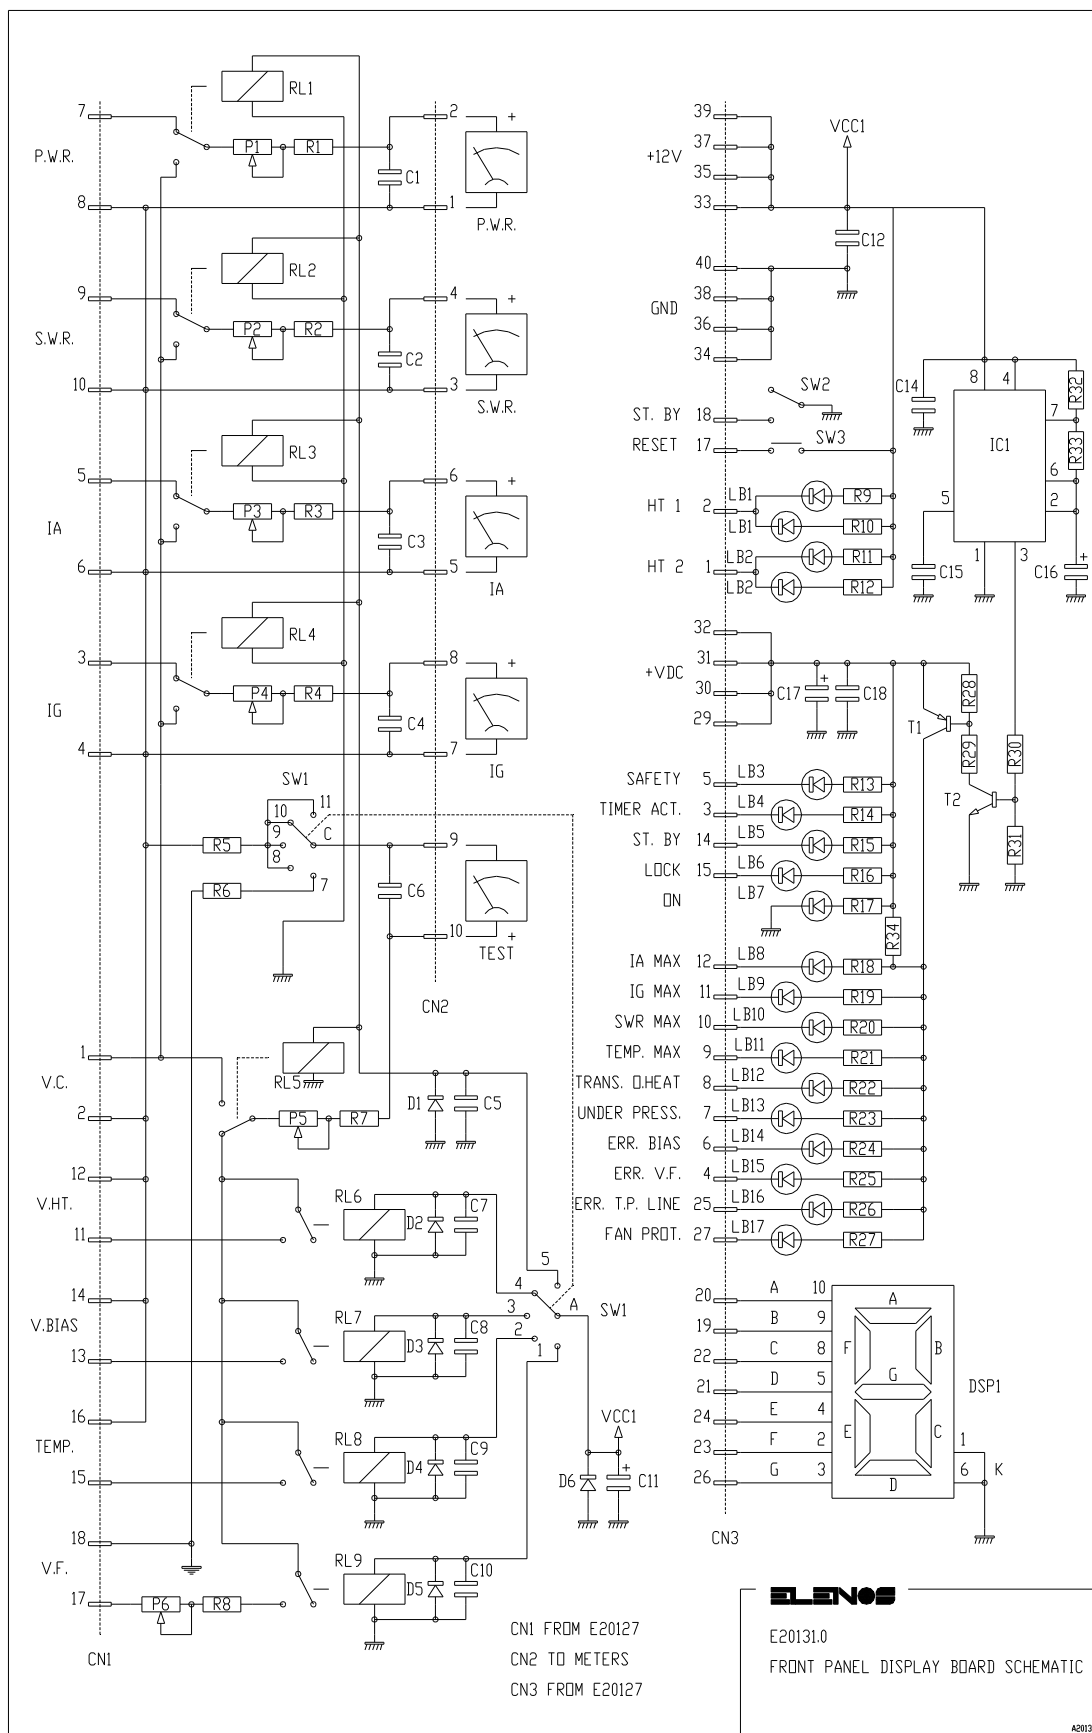 RL1
7
2
+
39
VCC1
P1
R1
37
+12V
P.W.R.
C1
35
8
1
33
P.W.R.
C12
RL2
40
9
4
+
38
GND
S.W.R.
P2
R2
36
C2
34
10
3
S.W.R.
SW2
C14
8
4
R32
ST. BY
18
7
RL3
RESET
17
SW3
IC1
R33
5
6
+
6
LB1
R9
5
2
IA
P3
R3
HT 1
2
LB1
R10
C3
LB2
R11
1
3
+
6
5
IA
HT 2
1
LB2
R12
C15
C16
RL4
32
3
8
+
31
+VDC
+
R28
IG
P4
R4
30
C17
C18
T1
C4
29
4
7
IG
R29
R30
SW1
11
SAFETY
5
LB3
R13
T2
10
TIMER ACT.
3
LB4
R14
9
C
R5
9
ST. BY
14
LB5
R15
R31
8
R6
7
C6
LOCK
15
LB6
R16
ON
LB7
R17
10
+
TEST
R34
IA MAX
12
LB8
R18
IG MAX
11
LB9
R19
CN2
SWR MAX
10
LB10
R20
1
TEMP. MAX
9
LB11
R21
V.C.
RL5
TRANS. O.HEAT
8
LB12
R22
2
P5
R7
D1
C5
UNDER PRESS.
7
LB13
R23
ERR. BIAS
6
LB14
R24
12
RL6
C7
ERR. V.F.
4
LB15
R25
V.HT.
D2
ERR. T.P. LINE
25
LB16
R26
11
FAN PROT.
27
LB17
R27
5
4
A
SW1
14
RL7
3
20
A
10
A
V.BIAS
D3
C8
2
19
B
9
F
B
13
1
22
C
8
G
21
D
5
DSP1
16
VCC1
24
E
4
E
C
TEMP.
RL8
C9
+
23
F
2
1
15
D4
D6
C11
26
G
3
D
6
K
18
CN3
V.F.
RL9
C10
17
P6
R8
D5
CN1
CN1 FROM E20127
CN2 TO METERS
CN3 FROM E20127
ELENOS
E20131.0
FRONT PANEL DISPLAY BOARD SCHEMATIC